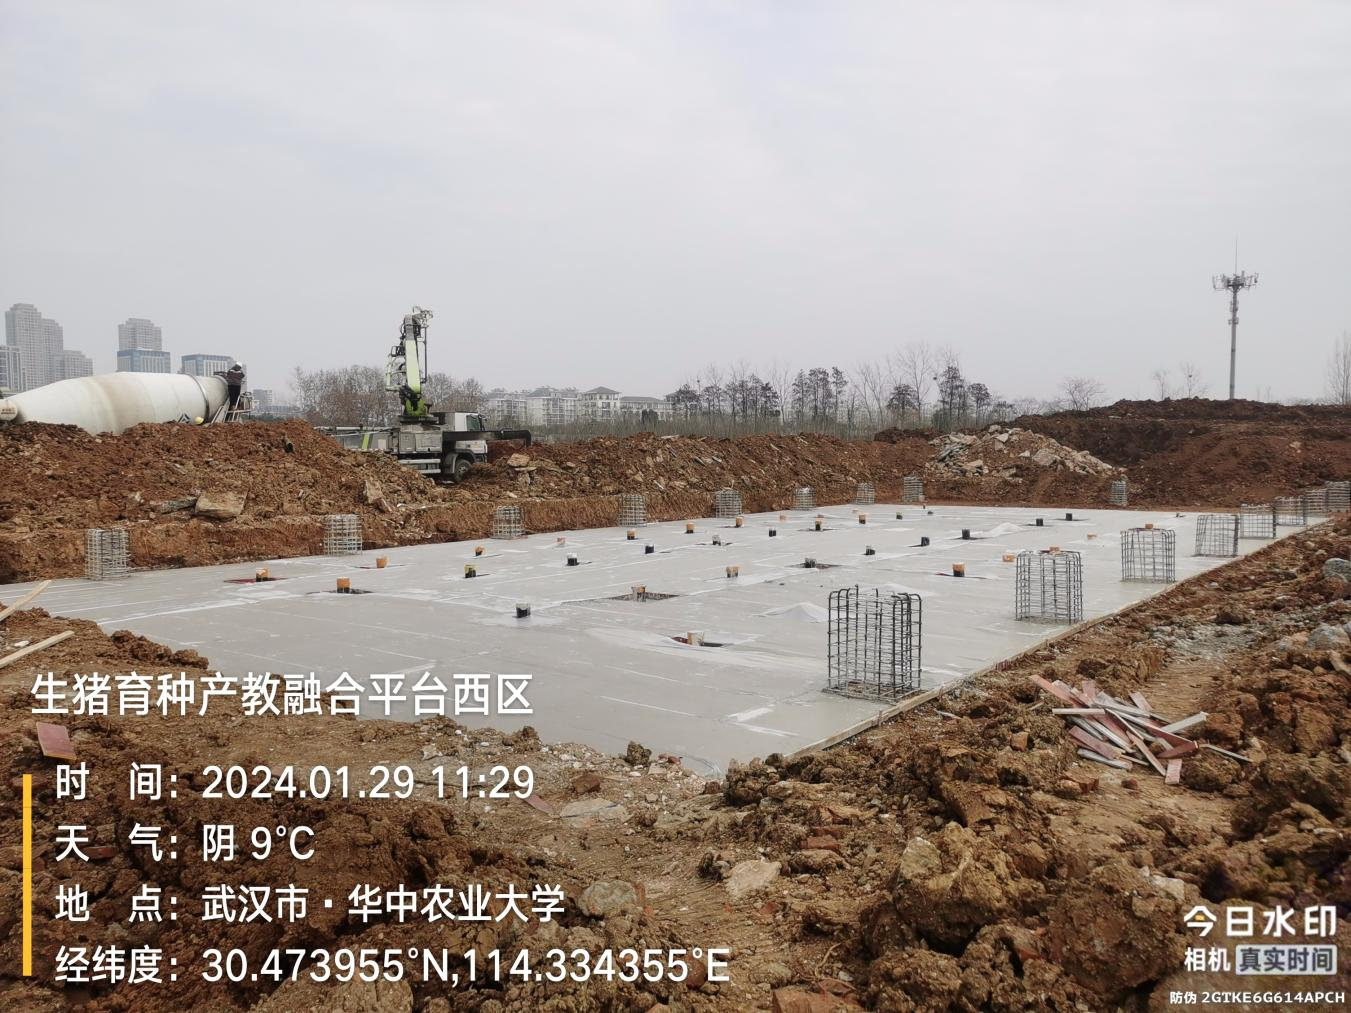 生猪育种产教融合平台西区
时 间：2024.01.29 11:29
天 气：阴 9℃
地 点：武汉市·华中农业大学
经纬度：30.473955°N,114.334355°E
今日水印
相机 真实时间
防伪 2GTKE6G614APCH